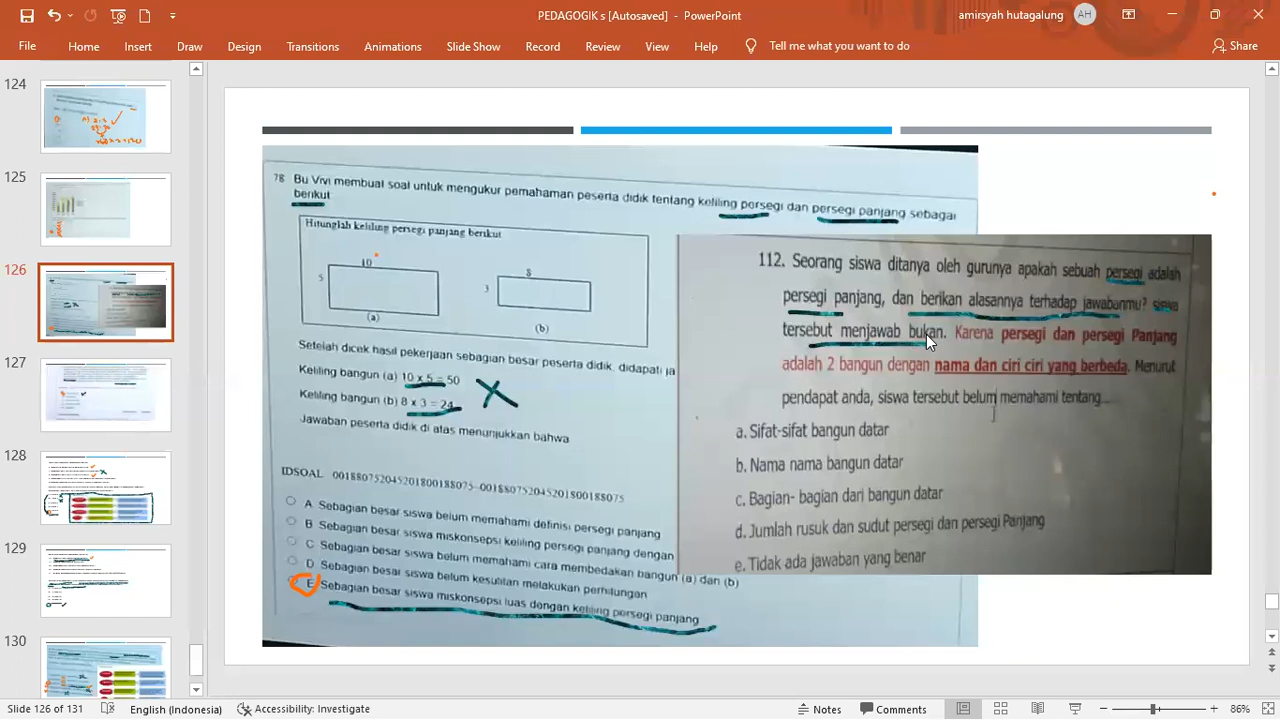 PEDAGOGIK s [Autosaved] - PowerPoint
amirsyah hutagalung
AH
File Home Insert Draw Design Transitions Animations Slide Show Record Review View Help Tell me what you want to do Share
124
125
126
127
128
129
130
78 Bu Vivi membuat soal untuk mengukur pemahaman peserta didik tentang keliling persegi dan persegi panjang sebagai
berikut
Hitunglah keliling persegi panjang berikut
10
5
(a)
8
3
(b)
Setelah dicek hasil pekerjaan sebagian besar peserta didik, didapati ja
Keliling bangun (a) 10 x 5 = 50
Keliling bangun (b) 8 x 3 = 24
Jawaban peserta didik di atas menunjukkan bahwa
IDSOAL 001880752045201800188075-00188075204520180018​8075
A Sebagian besar siswa belum memahami definisi persegi panjang
B Sebagian besar siswa miskonsepsi keliling persegi panjang dengan
C Sebagian besar siswa belum memahami cara membedakan bangun (a) dan (b)
D Sebagian besar siswa belum kesulitan melakukan perhitungan
E Sebagian besar siswa miskonsepsi luas dengan keliling persegi panjang
112. Seorang siswa ditanya oleh gurunya apakah sebuah persegi adalah
persegi panjang, dan berikan alasannya terhadap jawabanmu? siswa
tersebut menjawab bukan. Karena persegi dan persegi Panjang
adalah 2 bangun dengan nama dan ciri ciri yang berbeda. Menurut
pendapat anda, siswa tersebut belum memahami tentang...
a. Sifat-sifat bangun datar
b. Nama nama bangun datar
c. Bagian- bagian dari bangun datar
d. Jumlah rusuk dan sudut persegi dan persegi Panjang
e. Tidak ada jawaban yang benar
Slide 126 of 131
English (Indonesia)
Accessibility: Investigate
Notes
Comments
86%